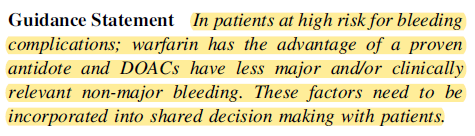 Guidance Statement In patients at high risk for bleeding
complications; warfarin has the advantage of a proven
antidote and DOACs have less major and/or clinically
relevant non-major bleeding. These factors need to be
incorporated into shared decision making with patients.